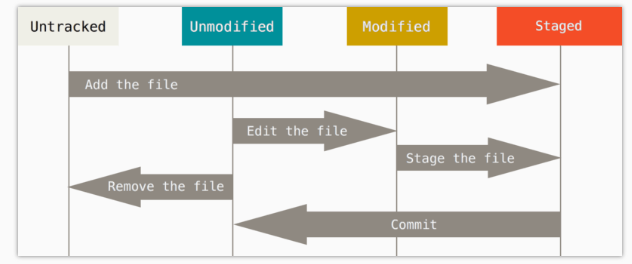 Untracked
Unmodified
Modified
Staged
Add the file
Edit the file
Stage the file
Remove the file
Commit